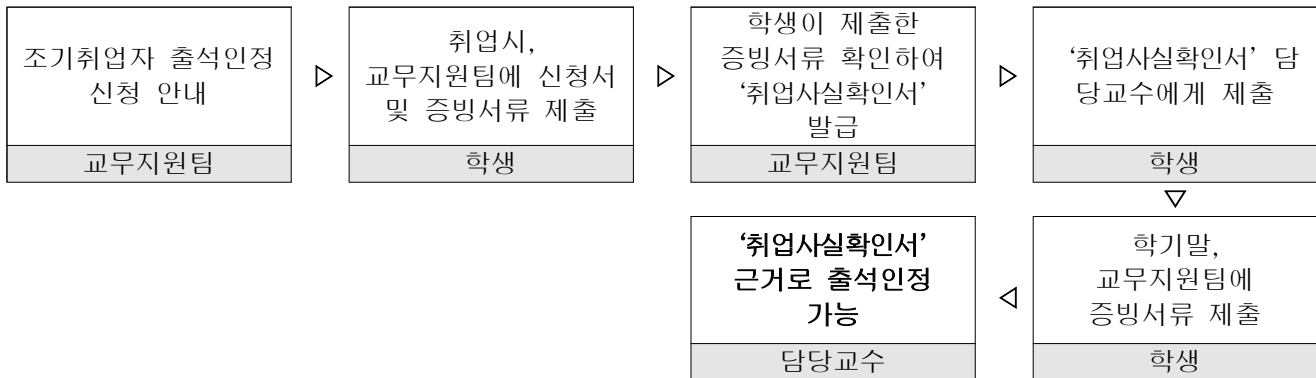 조기취업자 출석인정
신청 안내
교무지원팀
▷
취업시,
교무지원팀에 신청서
및 증빙서류 제출
학생
▷
학생이 제출한
증빙서류 확인하여
‘취업사실확인서’
발급
교무지원팀
▷
‘취업사실확인서’ 담
당교수에게 제출
학생
▽
학기말,
교무지원팀에
증빙서류 제출
학생
◁
‘취업사실확인서’
근거로 출석인정
가능
담당교수